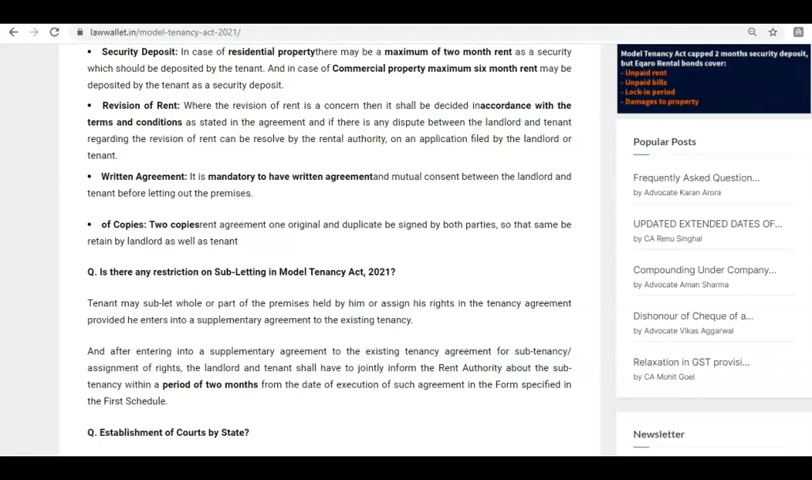 lawwallet.in/model-tenancy-act-2021/
• Security Deposit: In case of residential propertythere may be a maximum of two month rent as a security
which should be deposited by the tenant. And in case of Commercial property maximum six month rent may be
deposited by the tenant as a security deposit.
• Revision of Rent: Where the revision of rent is a concern then it shall be decided inaccordance with the
terms and conditions as stated in the agreement and if there is any dispute between the landlord and tenant
regarding the revision of rent can be resolve by the rental authority, on an application filed by the landlord or
tenant.
• Written Agreement: It is mandatory to have written agreementand mutual consent between the landlord and
tenant before letting out the premises.
• of Copies: Two copiesrent agreement one original and duplicate be signed by both parties, so that same be
retain by landlord as well as tenant
Q. Is there any restriction on Sub-Letting in Model Tenancy Act, 2021?
Tenant may sub-let whole or part of the premises held by him or assign his rights in the tenancy agreement
provided he enters into a supplementary agreement to the existing tenancy.
And after entering into a supplementary agreement to the existing tenancy agreement for sub-tenancy/
assignment of rights, the landlord and tenant shall have to jointly inform the Rent Authority about the sub-
tenancy within a period of two months from the date of execution of such agreement in the Form specified in
the First Schedule.
Q. Establishment of Courts by State?
Model Tenancy Act capped 2 months security deposit,
but Eqaro Rental bonds cover:
- Unpaid rent
- Unpaid bills
- Lock-in period
- Damages to property
Popular Posts
Frequently Asked Question...
by Advocate Karan Arora
UPDATED EXTENDED DATES OF...
by CA Renu Singhal
Compounding Under Company...
by Advocate Aman Sharma
Dishonour of Cheque of a...
by Advocate Vikas Aggarwal
Relaxation in GST provisi...
by CA Mohit Goel
Newsletter